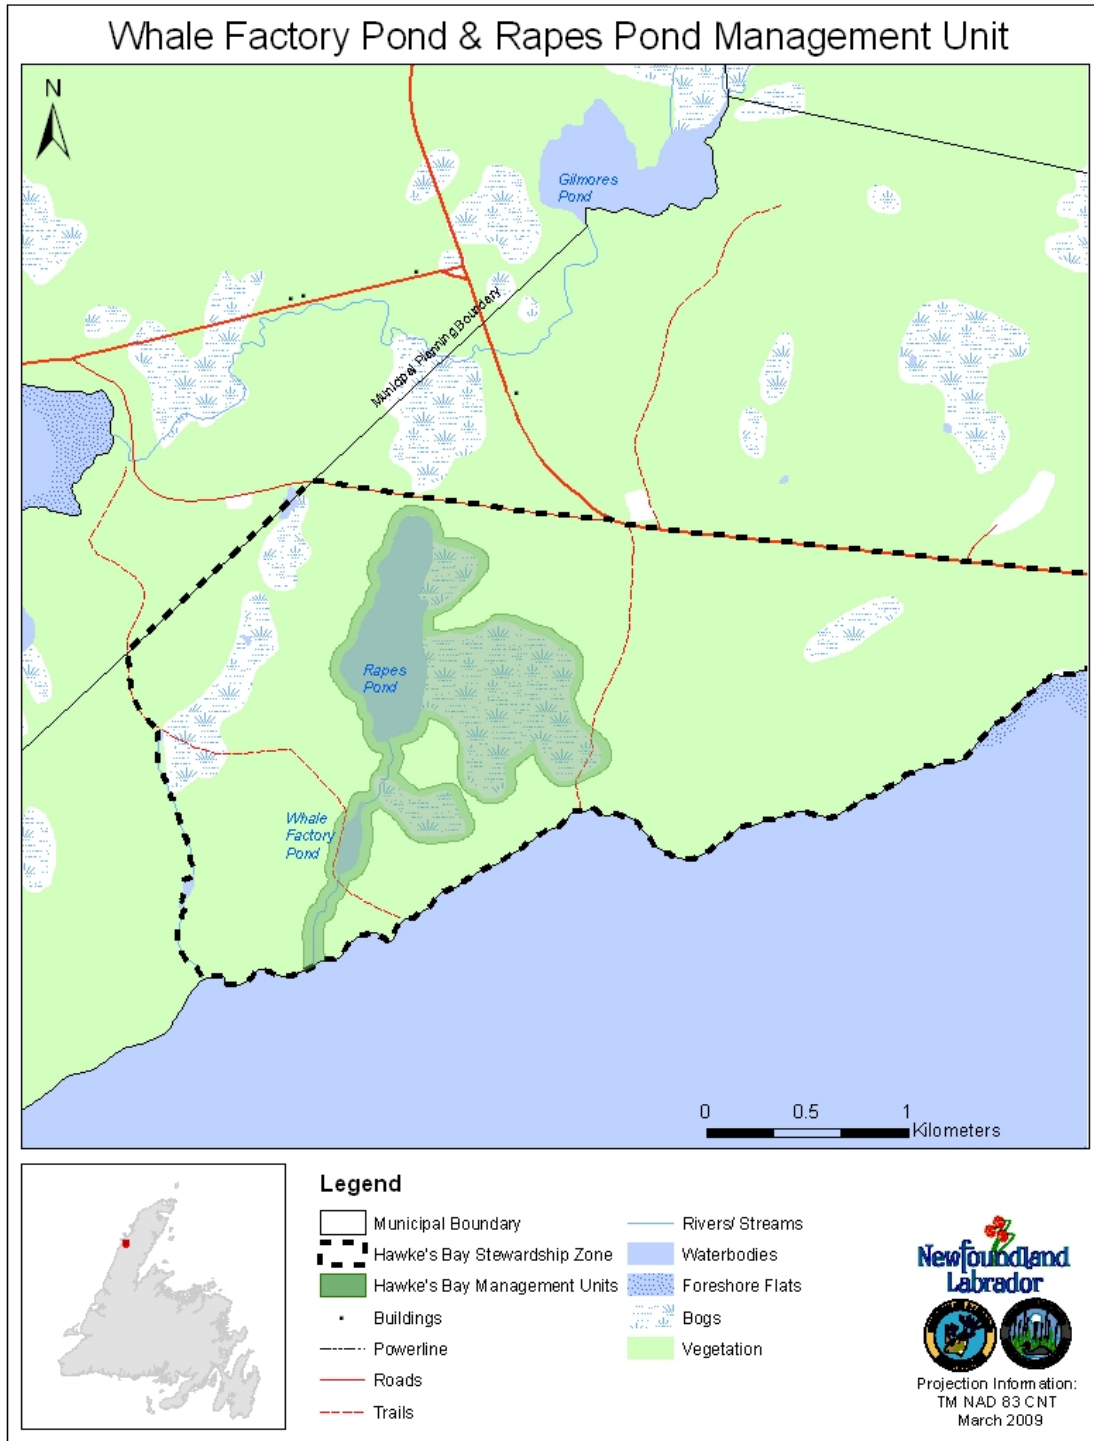 Whale Factory Pond & Rapes Pond Management Unit
N
Gilmores
Pond
Municipal Planning Boundary
Rapes
Pond
Whale
Factory
Pond
0 0.5 1
Kilometers
Legend
Municipal Boundary
Hawke's Bay Stewardship Zone
Hawke's Bay Management Units
Buildings
Powerline
Roads
Trails
Rivers/ Streams
Waterbodies
Foreshore Flats
Bogs
Vegetation
Newfoundland
Labrador
Projection Information:
TM NAD 83 CNT
March 2009